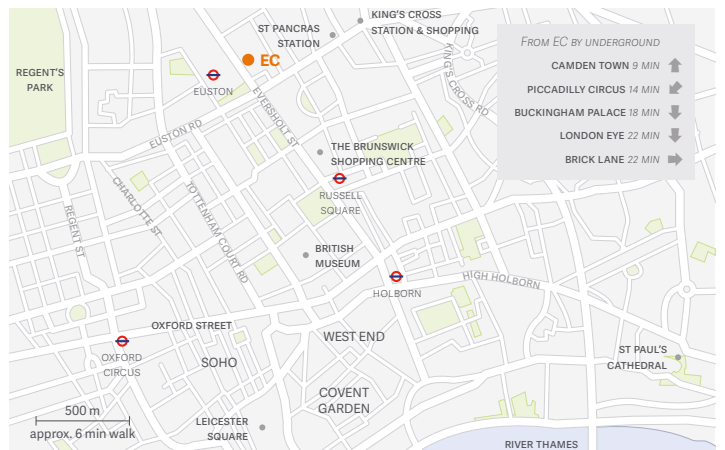 KING'S CROSS
STATION & SHOPPING
ST PANCRAS
STATION
FROM EC BY UNDERGROUND
CAMDEN TOWN 9 MIN
PICCADILLY CIRCUS 14 MIN
BUCKINGHAM PALACE 18 MIN
LONDON EYE 22 MIN
BRICK LANE 22 MIN
EC
REGENT'S
PARK
EUSTON
KING'S CROSS RD
EVERSHOLT ST
EUSTON RD
THE BRUNSWICK
SHOPPING CENTRE
CHARLOTTE ST
TOTTENHAM COURT RD
RUSSELL
SQUARE
REGENT ST
BRITISH
MUSEUM
HIGH HOLBORN
HOLBORN
OXFORD STREET
WEST END
OXFORD
CIRCUS
SOHO
ST PAUL'S
CATHEDRAL
COVENT
GARDEN
500 m
approx. 6 min walk
LEICESTER
SQUARE
RIVER THAMES